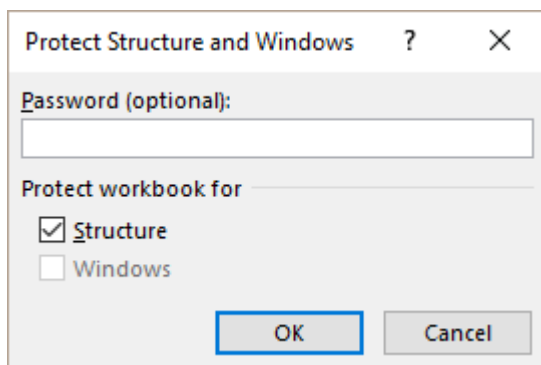 Protect Structure and Windows ?
Password (optional):
Protect workbook for
Structure
Windows
OK Cancel